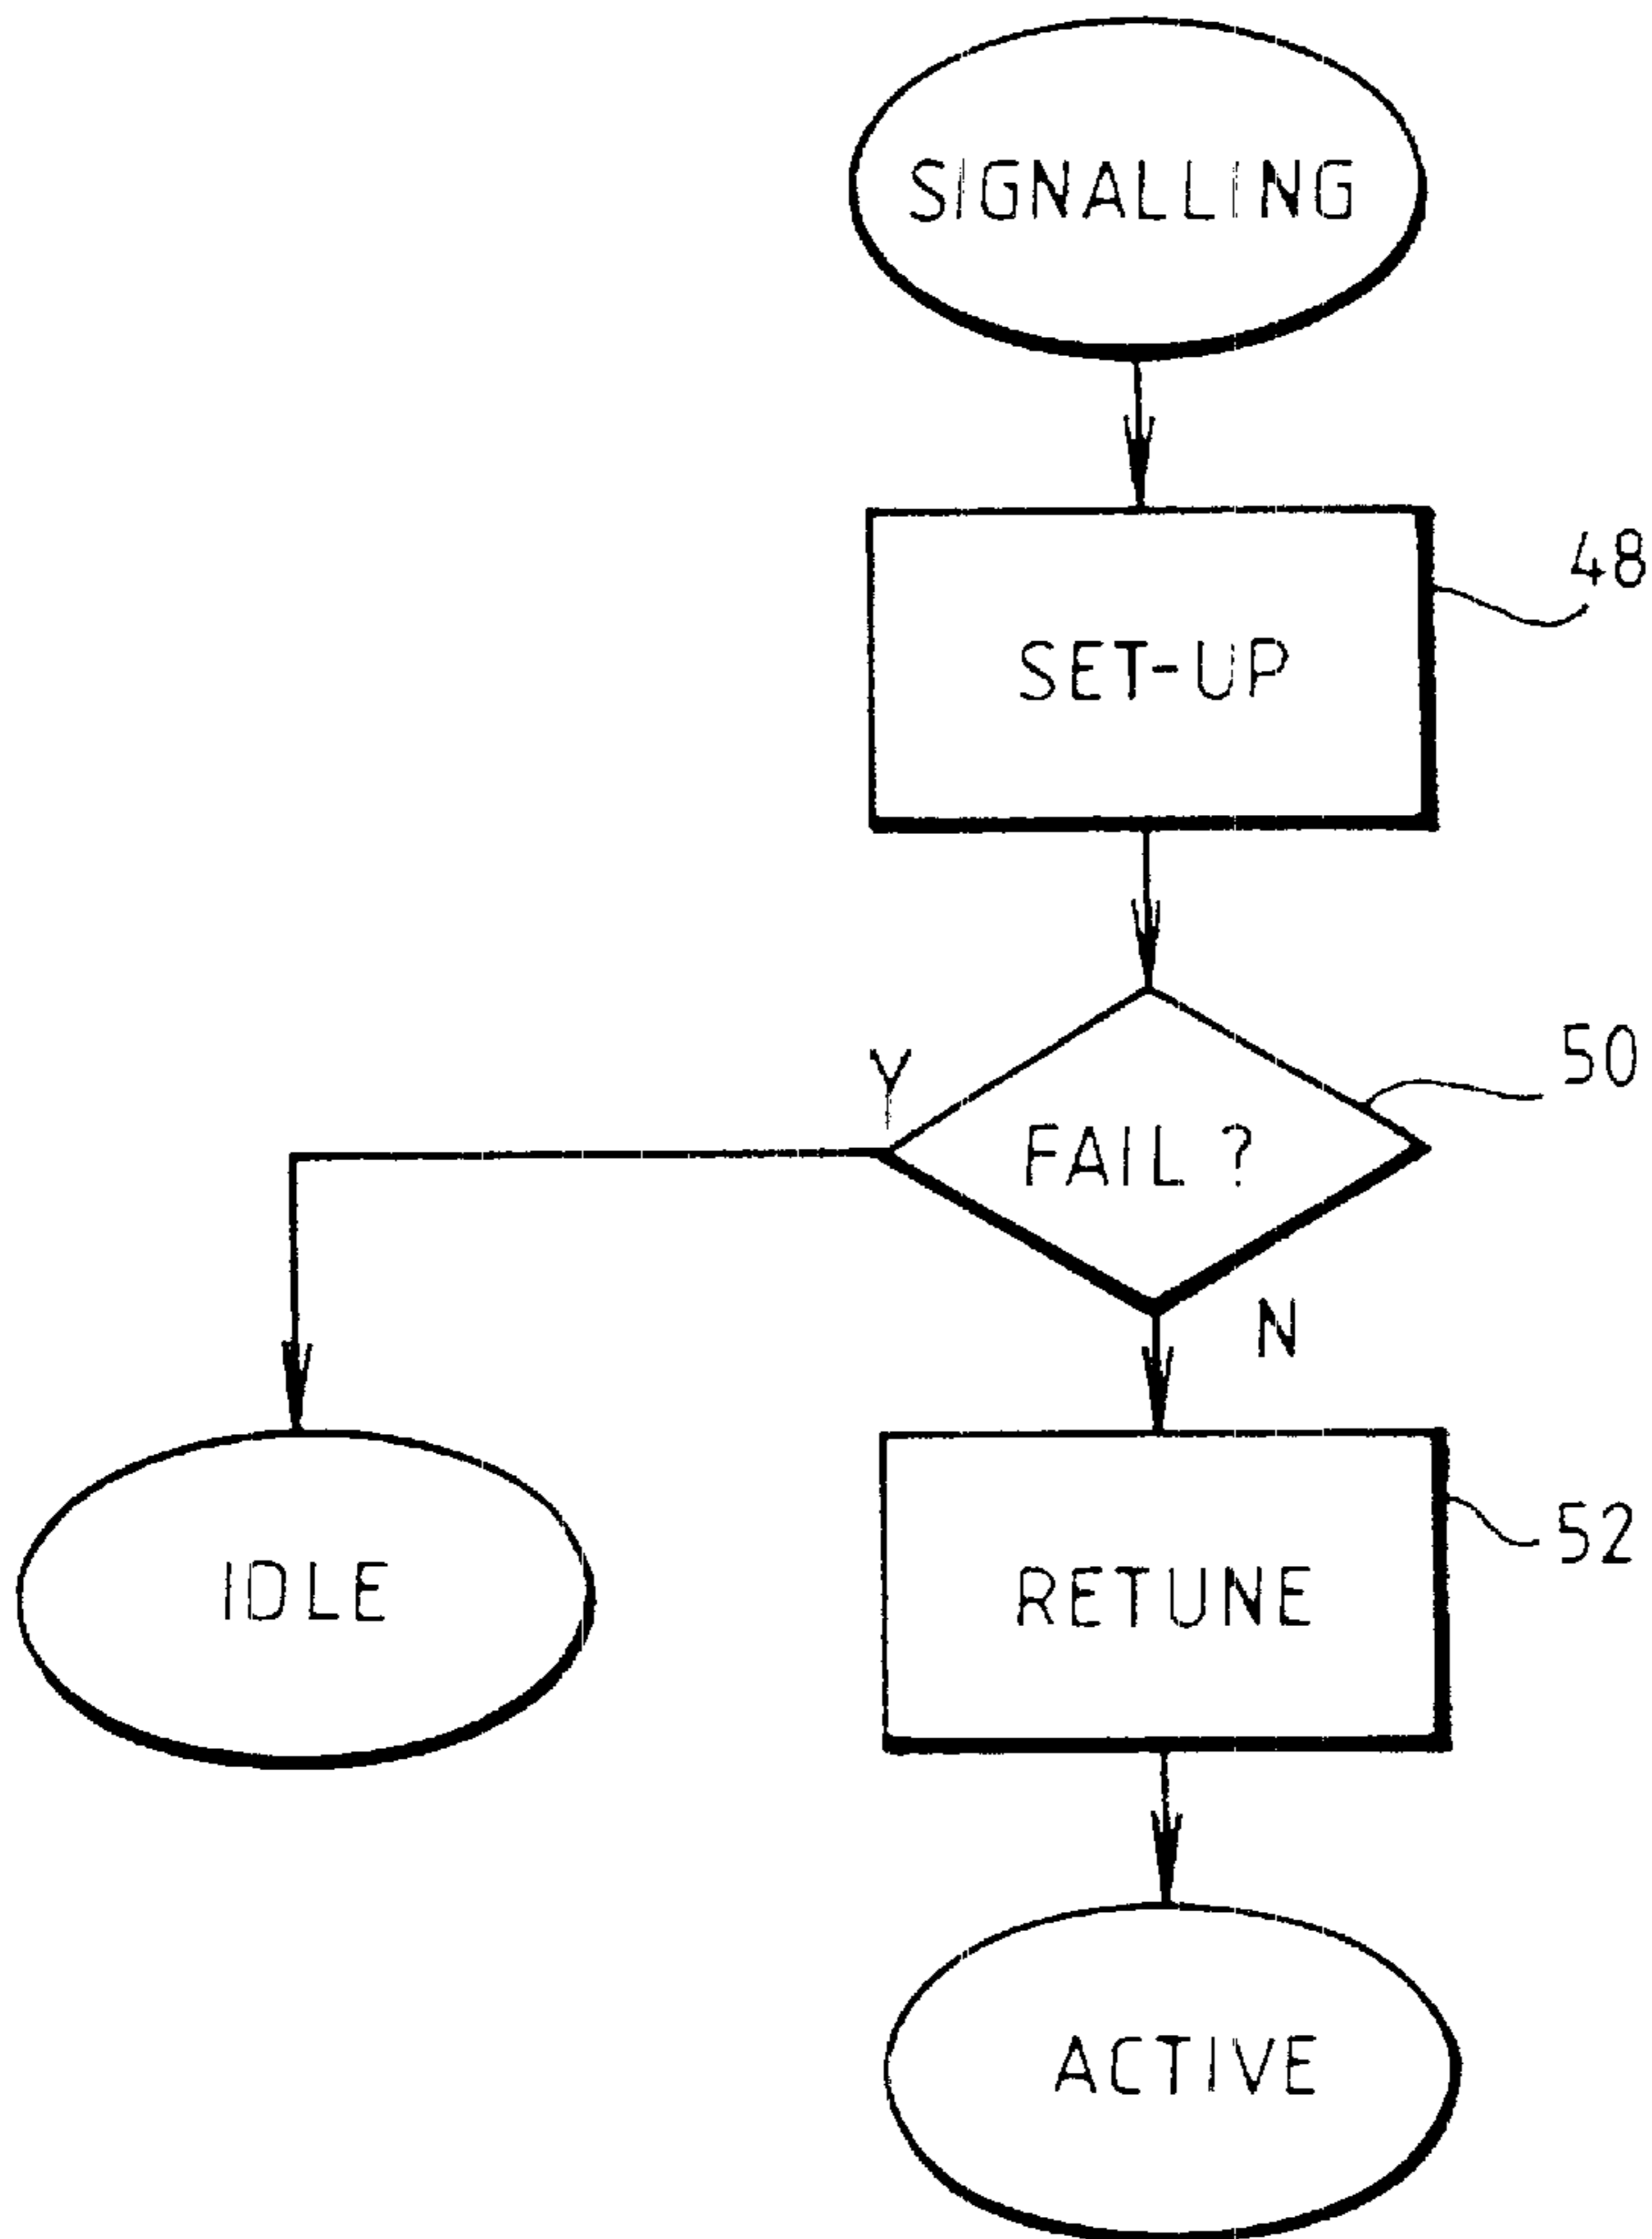 SIGNALLING
48
SET-UP
50
Y
FAIL ?
N
52
IDLE
RETUNE
ACTIVE